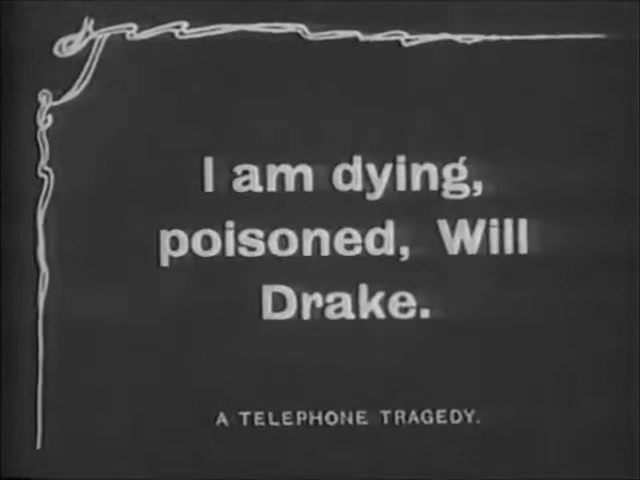 I am dying,
poisoned, Will
Drake.
A TELEPHONE TRAGEDY.